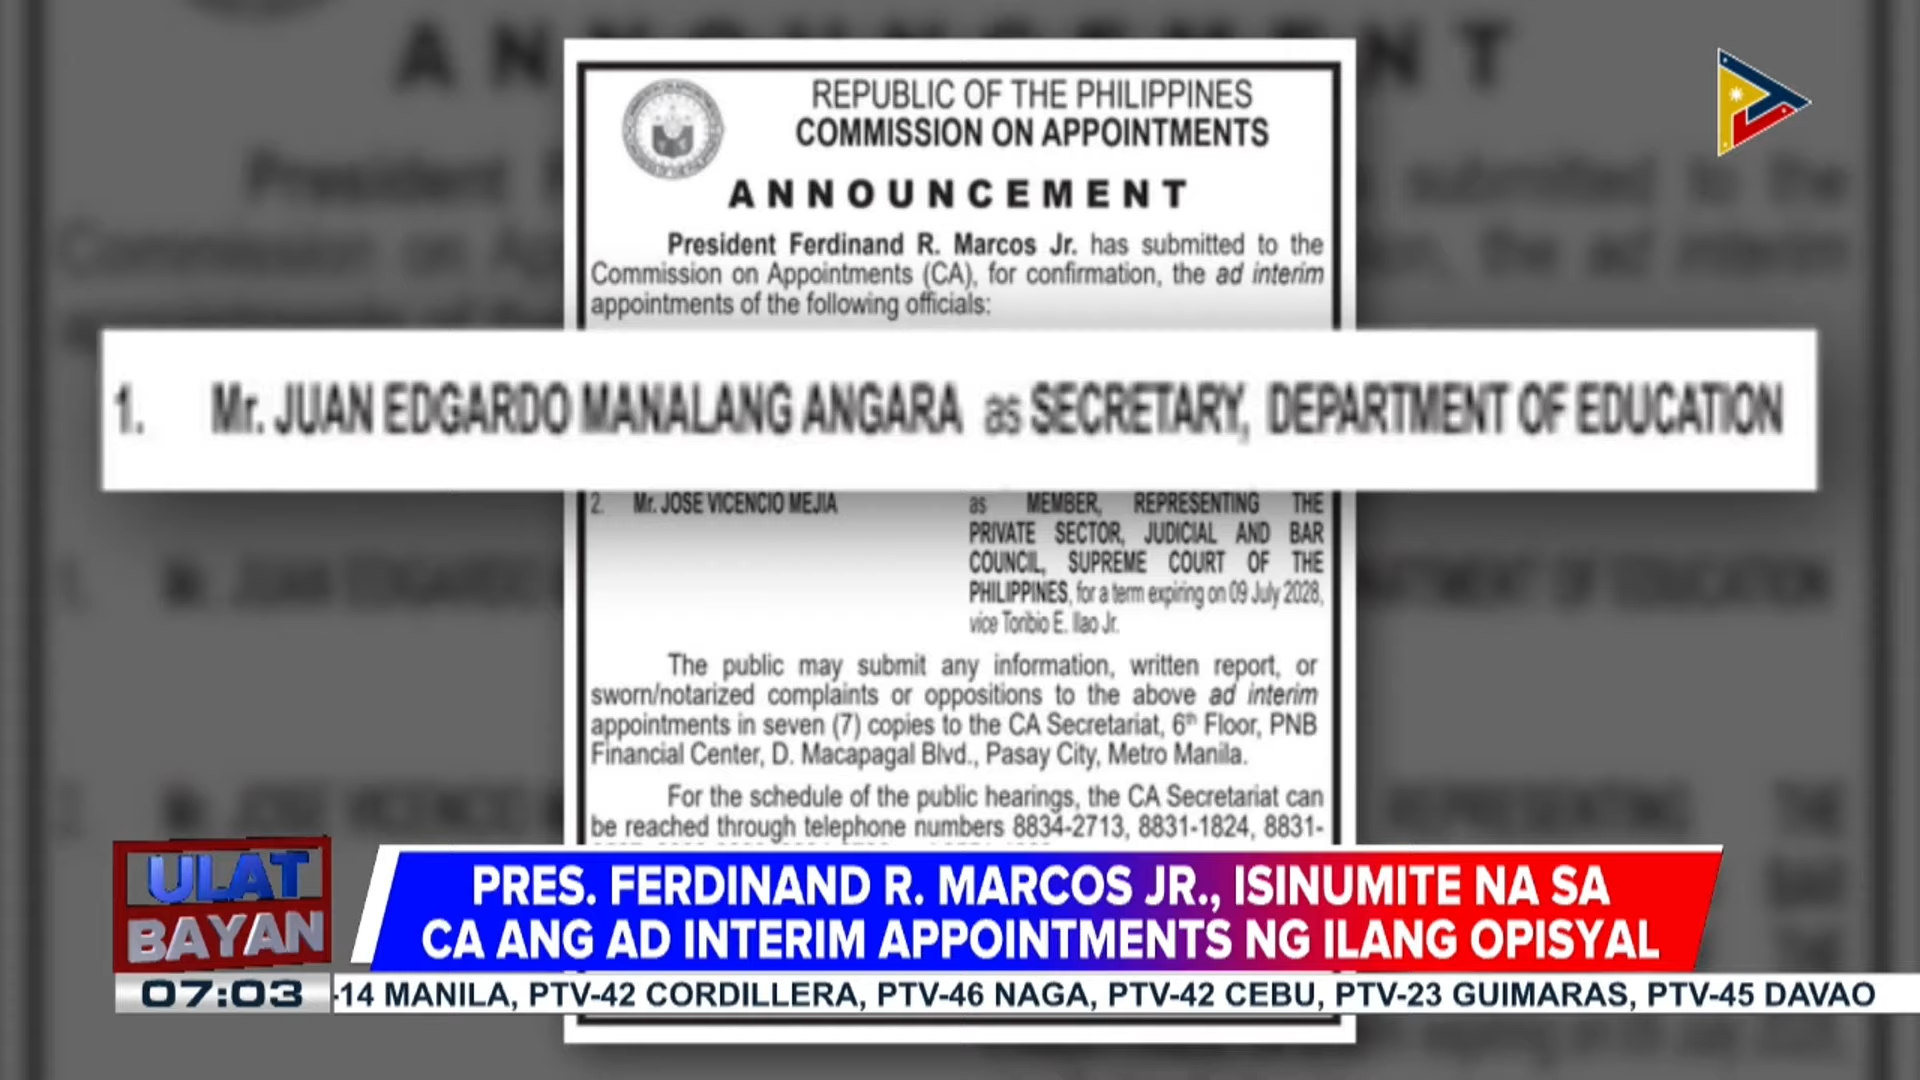 REPUBLIC OF THE PHILIPPINES
COMMISSION ON APPOINTMENTS
ANNOUNCEMENT
President Ferdinand R. Marcos Jr. has submitted to the
Commission on Appointments (CA), for confirmation, the ad interim
appointments of the following officials:
1. Mr. JUAN EDGARDO MANALANG ANGARA as SECRETARY, DEPARTMENT OF EDUCATION
2. Mr. JOSE VICENCIO MEJIA as MEMBER, REPRESENTING THE
PRIVATE SECTOR, JUDICIAL AND BAR
COUNCIL, SUPREME COURT OF THE
PHILIPPINES, for a term expiring on 09 July 2028,
vice Toribio E. Ilao Jr.
The public may submit any information, written report, or
sworn/notarized complaints or oppositions to the above ad interim
appointments in seven (7) copies to the CA Secretariat, 6th Floor, PNB
Financial Center, D. Macapagal Blvd., Pasay City, Metro Manila.
For the schedule of the public hearings, the CA Secretariat can
be reached through telephone numbers 8834-2713, 8831-1824, 8831-
ULAT
BAYAN
PRES. FERDINAND R. MARCOS JR., ISINUMITE NA SA
CA ANG AD INTERIM APPOINTMENTS NG ILANG OPISYAL
07:03 -14 MANILA, PTV-42 CORDILLERA, PTV-46 NAGA, PTV-42 CEBU, PTV-23 GUIMARAS, PTV-45 DAVAO